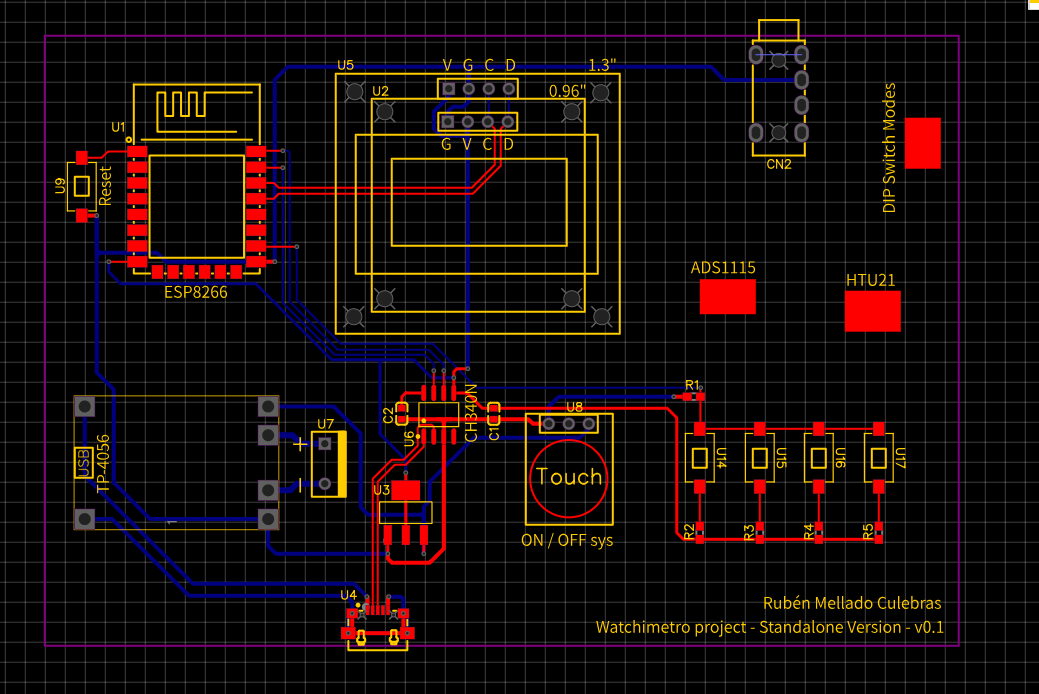 U5
V G C D
1.3"
U2
0.96"
G V C D
CN2
DIP Switch Modes
U1
U9
Reset
ESP8266
ADS1115
HTU21
R1
C2
U6
CH340N
C1
U8
Touch
ON / OFF sys
U7
+
-
USB
TP-4056
1
U3
U14
U15
U16
U17
R2
R3
R4
R5
U4
Rubén Mellado Culebras
Watchimetro project - Standalone Version - v0.1